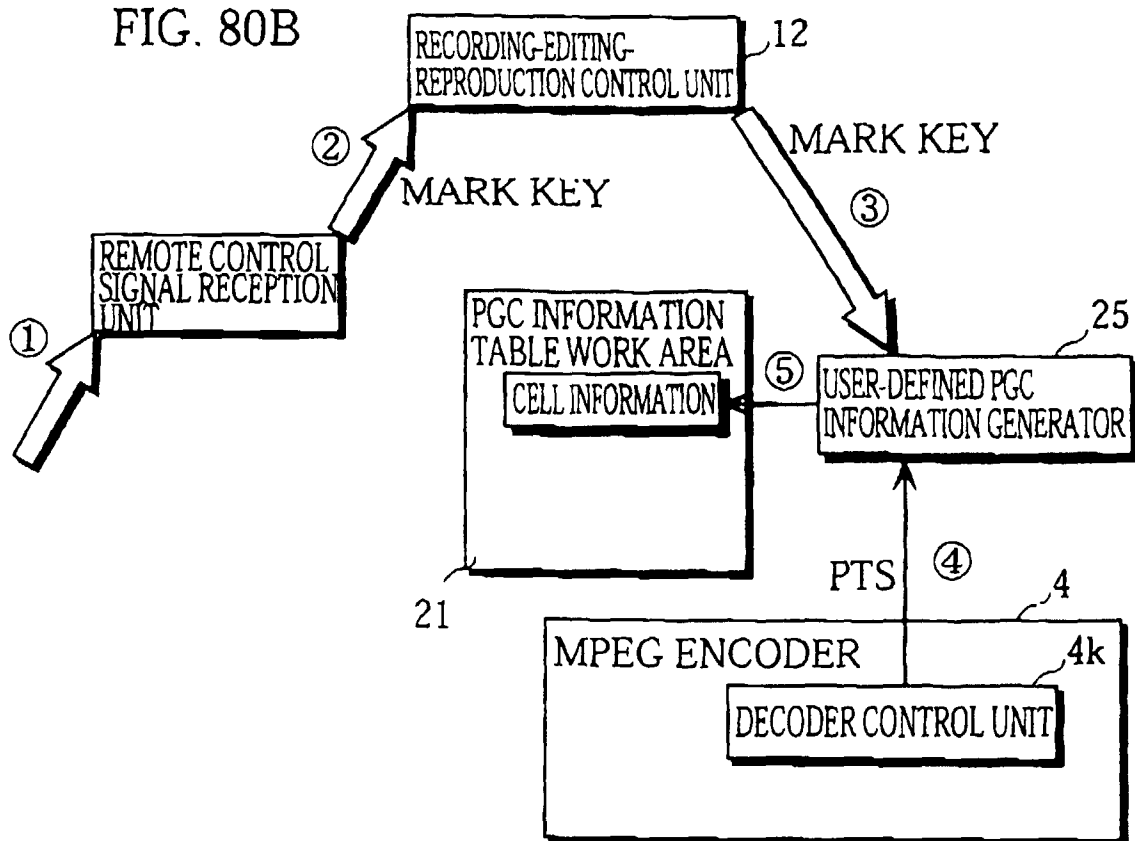 FIG. 80B
RECORDING-EDITING-
REPRODUCTION CONTROL UNIT
12
②
MARK KEY
MARK KEY
③
REMOTE CONTROL
SIGNAL RECEPTION
UNIT
①
PGC INFORMATION
TABLE WORK AREA
CELL INFORMATION
21
⑤
25
USER-DEFINED PGC
INFORMATION GENERATOR
PTS
④
4
MPEG ENCODER
4k
DECODER CONTROL UNIT